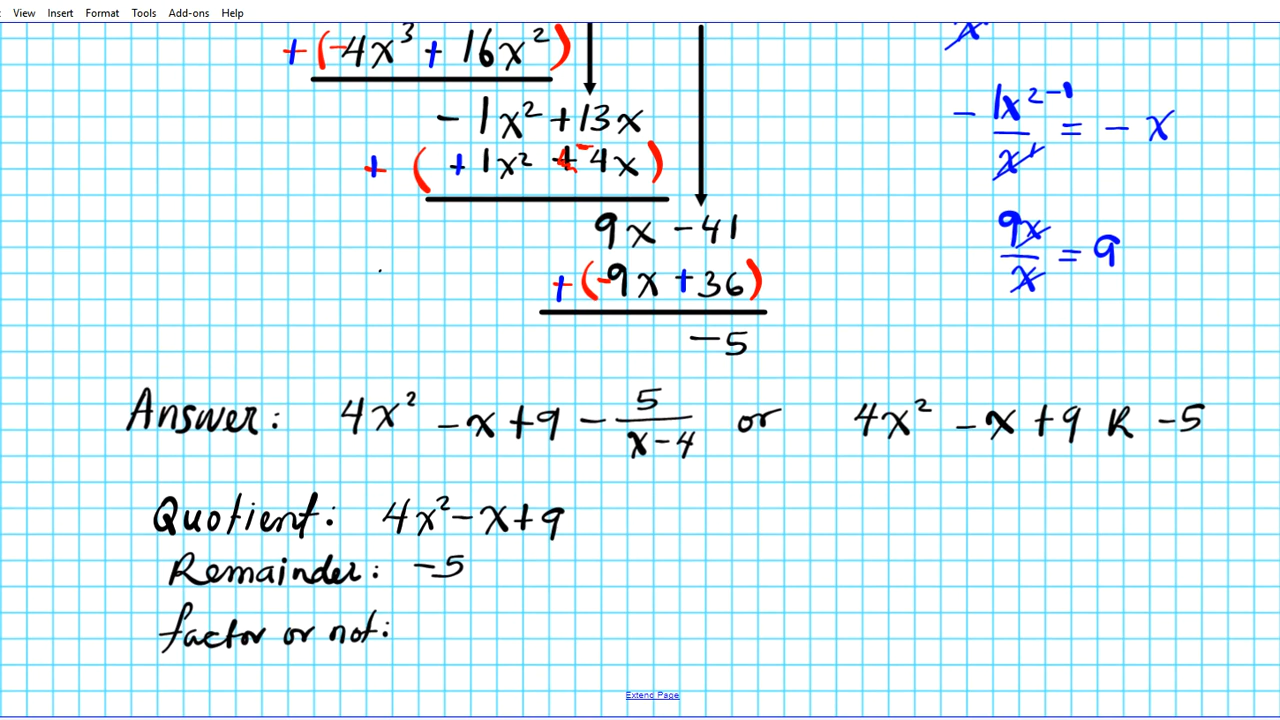 View Insert Format Tools Add-ons Help
+ (-4x³ + 16x²)
- 1x² + 13x
+ ( + 1x² - 4x )
9x - 41
+ (-9x + 36)
-5
- 1x²⁻¹/x¹ = - x
9x/x = 9
Answer: 4x² - x + 9 - 5/(x-4) or 4x² - x + 9 R -5
Quotient: 4x² - x + 9
Remainder: -5
factor or not:
Extend Page